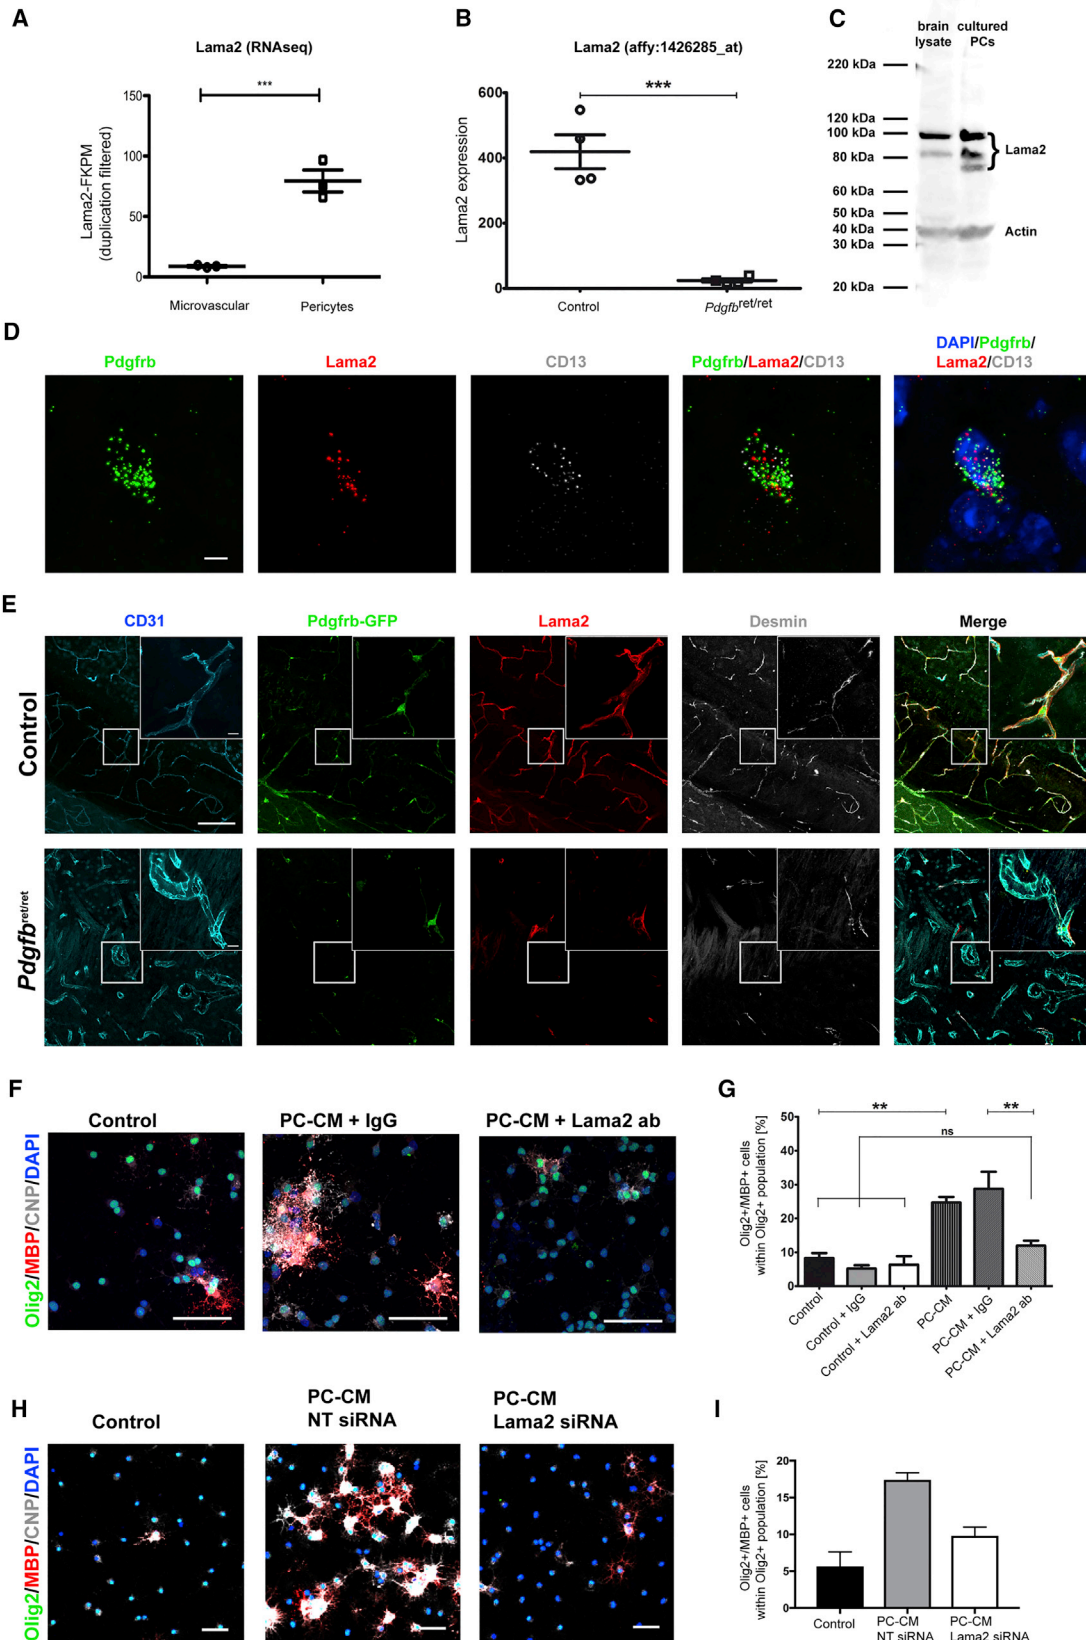 A
Lama2 (RNAseq)
***
150
100
50
0
Lama2-FKPM
(duplication filtered)
Microvascular
Pericytes
B
Lama2 (affy:1426285_at)
***
600
400
200
0
Lama2 expression
Control
Pdgfb ret/ret
C
brain lysate
cultured PCs
220 kDa
120 kDa
100 kDa
80 kDa
60 kDa
50 kDa
40 kDa
30 kDa
20 kDa
Lama2
Actin
D
Pdgfrb
Lama2
CD13
Pdgfrb/Lama2/CD13
DAPI/Pdgfrb/
Lama2/CD13
E
CD31
Pdgfrb-GFP
Lama2
Desmin
Merge
Control
Pdgfb ret/ret
F
Control
PC-CM + IgG
PC-CM + Lama2 ab
Olig2/MBP/CNP/DAPI
G
**
**
ns
50
40
30
20
10
0
Olig2+/MBP+ cells
within Olig2+ population [%]
Control
Control + IgG
Control + Lama2 ab
PC-CM
PC-CM + IgG
PC-CM + Lama2 ab
H
Control
PC-CM
NT siRNA
PC-CM
Lama2 siRNA
Olig2/MBP/CNP/DAPI
I
20
15
10
5
0
Olig2+/MBP+ cells
within Olig2+ population [%]
Control
PC-CM
NT siRNA
PC-CM
Lama2 siRNA